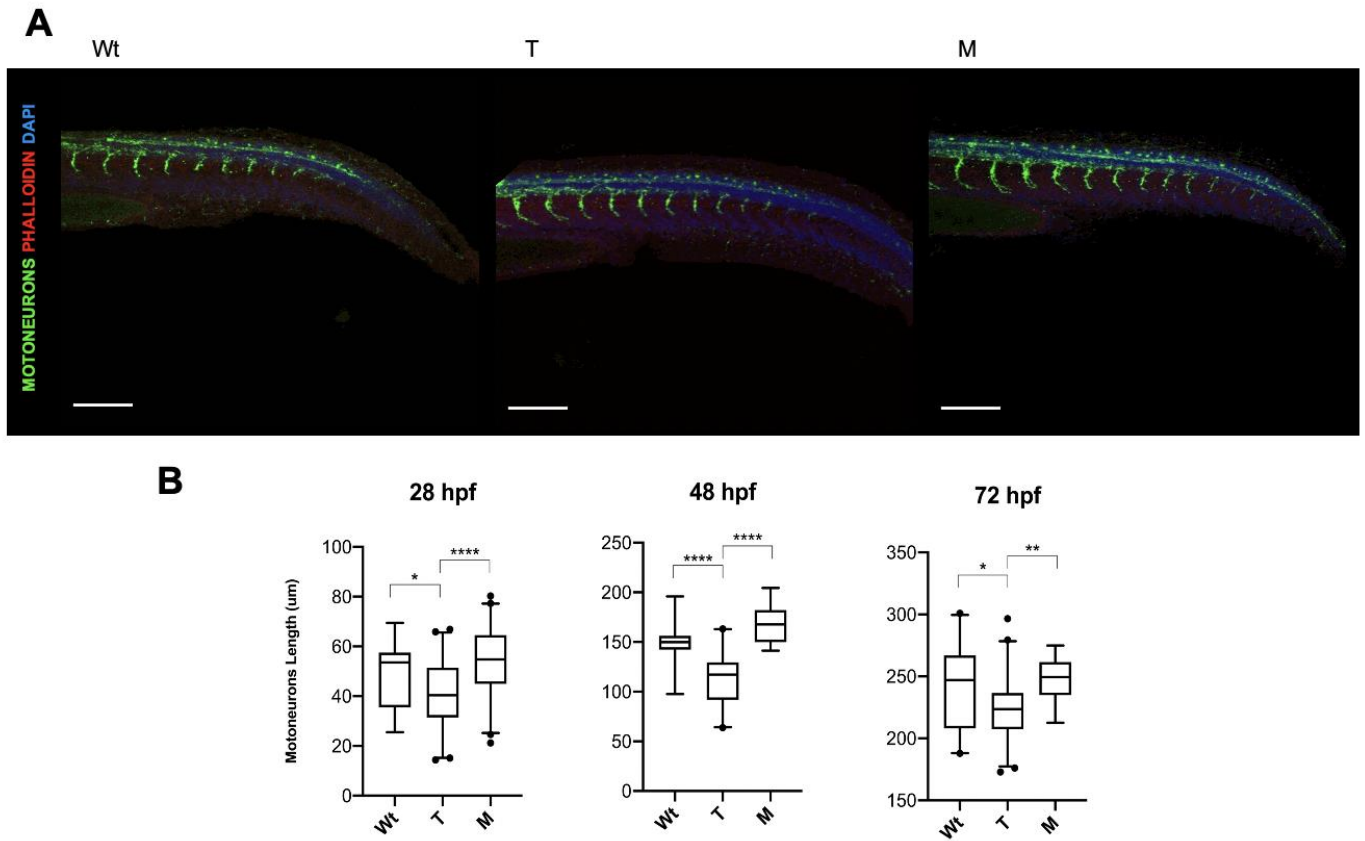 A
Wt T M
MOTONEURONS PHALLOIDIN DAPI
B
28 hpf 48 hpf 72 hpf
Motoneurons Length (um)
100
80
60
40
20
0
* ****
Wt T M
250
200
150
100
50
0
**** ****
Wt T M
350
300
250
200
150
* **
Wt T M